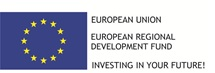 EUROPEAN UNION
EUROPEAN REGIONAL
DEVELOPMENT FUND
INVESTING IN YOUR FUTURE!